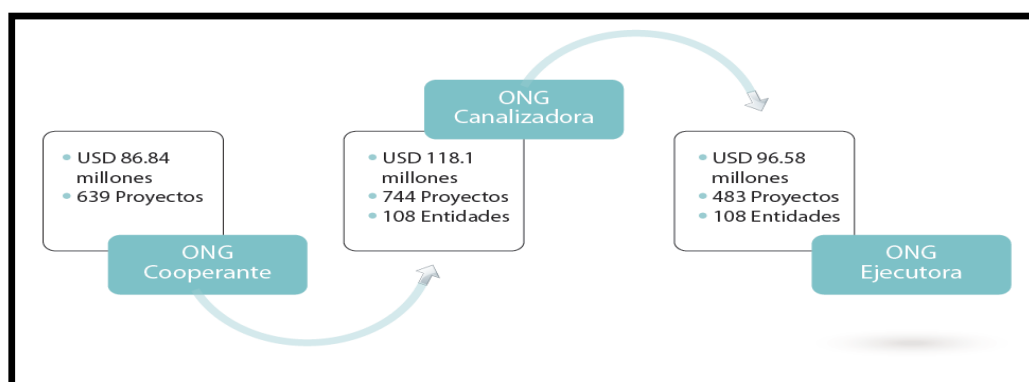 USD 86.84
millones
639 Proyectos
ONG
Cooperante
ONG
Canalizadora
USD 118.1
millones
744 Proyectos
108 Entidades
USD 96.58
millones
483 Proyectos
108 Entidades
ONG
Ejecutora